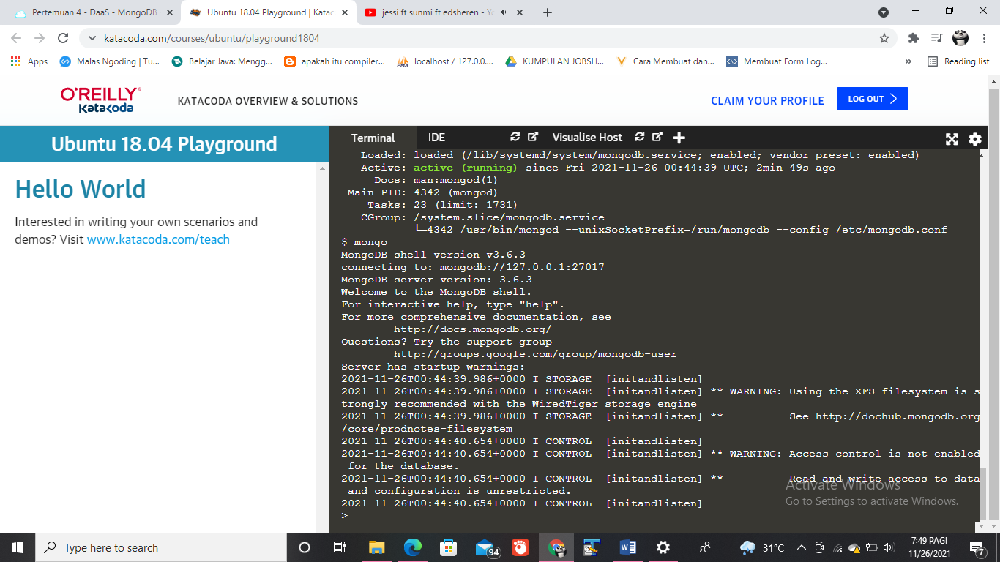 Pertemuan 4 - DaaS - MongoDB
Ubuntu 18.04 Playground | Katac
jessi ft sunmi ft edsheren - Yo
katacoda.com/courses/ubuntu/playground1804
Apps
Malas Ngoding | Tu...
Belajar Java: Mengg...
apakah itu compiler...
localhost / 127.0.0....
KUMPULAN JOBSH...
Cara Membuat dan...
Membuat Form Log...
Reading list
O'REILLY
Katacoda
KATACODA OVERVIEW & SOLUTIONS
CLAIM YOUR PROFILE
LOG OUT
Ubuntu 18.04 Playground
Hello World
Interested in writing your own scenarios and
demos? Visit www.katacoda.com/teach
Terminal
IDE
Visualise Host
Loaded: loaded (/lib/systemd/system/mongodb.service; enabled; vendor preset: enabled)
Active: active (running) since Fri 2021-11-26 00:44:39 UTC; 2min 49s ago
Docs: man:mongod(1)
Main PID: 4342 (mongod)
Tasks: 23 (limit: 1731)
CGroup: /system.slice/mongodb.service
└─4342 /usr/bin/mongod --unixSocketPrefix=/run/mongodb --config /etc/mongodb.conf
$ mongo
MongoDB shell version v3.6.3
connecting to: mongodb://127.0.0.1:27017
MongoDB server version: 3.6.3
Welcome to the MongoDB shell.
For interactive help, type "help".
For more comprehensive documentation, see
http://docs.mongodb.org/
Questions? Try the support group
http://groups.google.com/group/mongodb-user
Server has startup warnings:
2021-11-26T00:44:39.986+0000 I STORAGE  [initandlisten]
2021-11-26T00:44:39.986+0000 I STORAGE  [initandlisten] ** WARNING: Using the XFS filesystem is s
trongly recommended with the WiredTiger storage engine
2021-11-26T00:44:39.986+0000 I STORAGE  [initandlisten] **          See http://dochub.mongodb.org
/core/prodnotes-filesystem
2021-11-26T00:44:40.654+0000 I CONTROL  [initandlisten]
2021-11-26T00:44:40.654+0000 I CONTROL  [initandlisten] ** WARNING: Access control is not enabled
for the database.
2021-11-26T00:44:40.654+0000 I CONTROL  [initandlisten] **          Read and write access to data
and configuration is unrestricted.
2021-11-26T00:44:40.654+0000 I CONTROL  [initandlisten]
>
Activate Windows
Go to Settings to activate Windows.
Type here to search
94
31°C
7:49 PAGI
11/26/2021
7